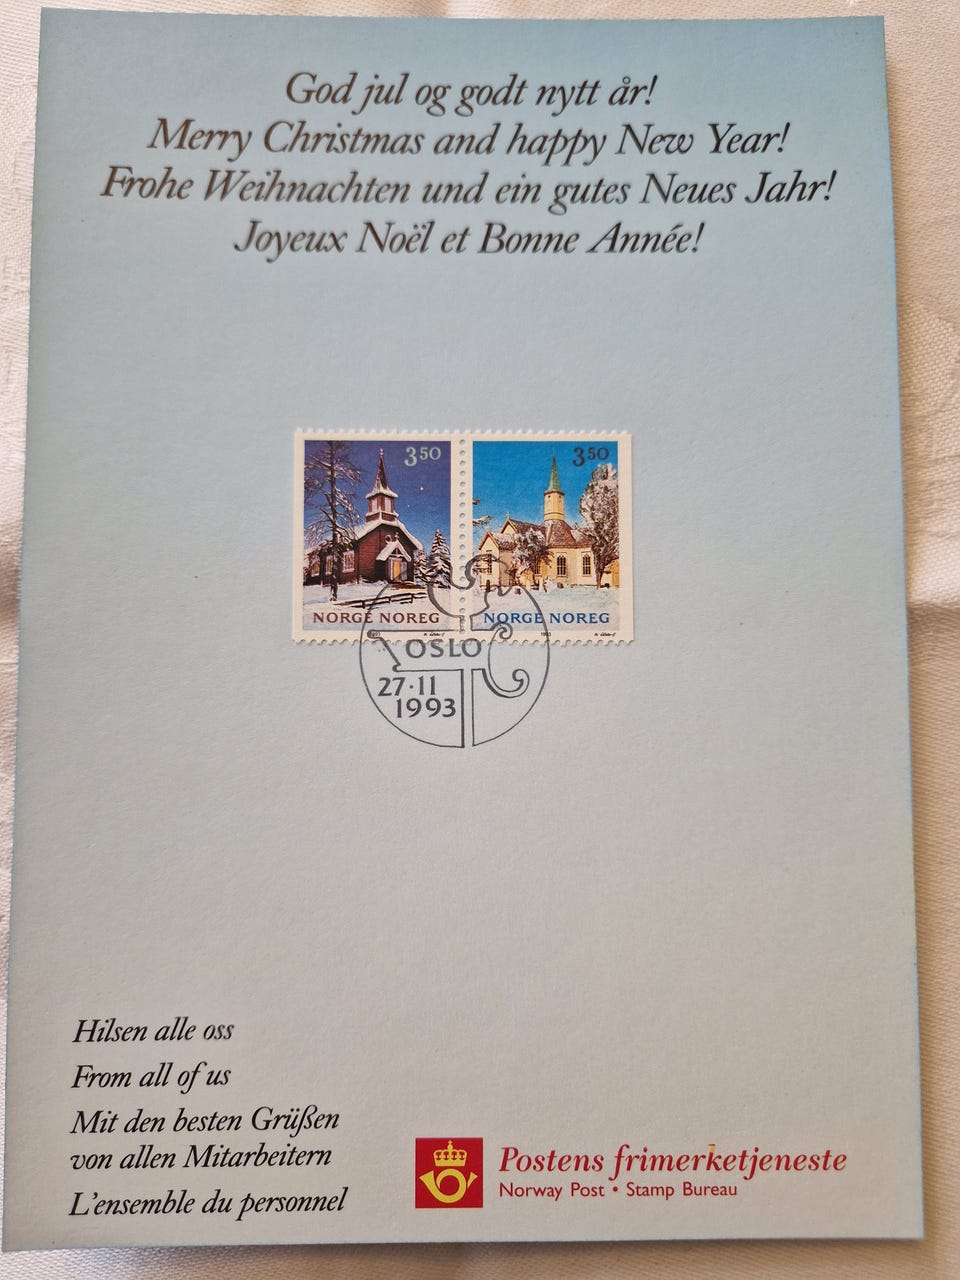 God jul og godt nytt år!
Merry Christmas and happy New Year!
Frohe Weihnachten und ein gutes Neues Jahr!
Joyeux Noël et Bonne Année!
3.50 3.50
NORGE NOREG NORGE NOREG
1993
OSLO
27·11
1993
Hilsen alle oss
From all of us
Mit den besten Grüßen
von allen Mitarbeitern
L'ensemble du personnel
Postens frimerketjeneste
Norway Post • Stamp Bureau